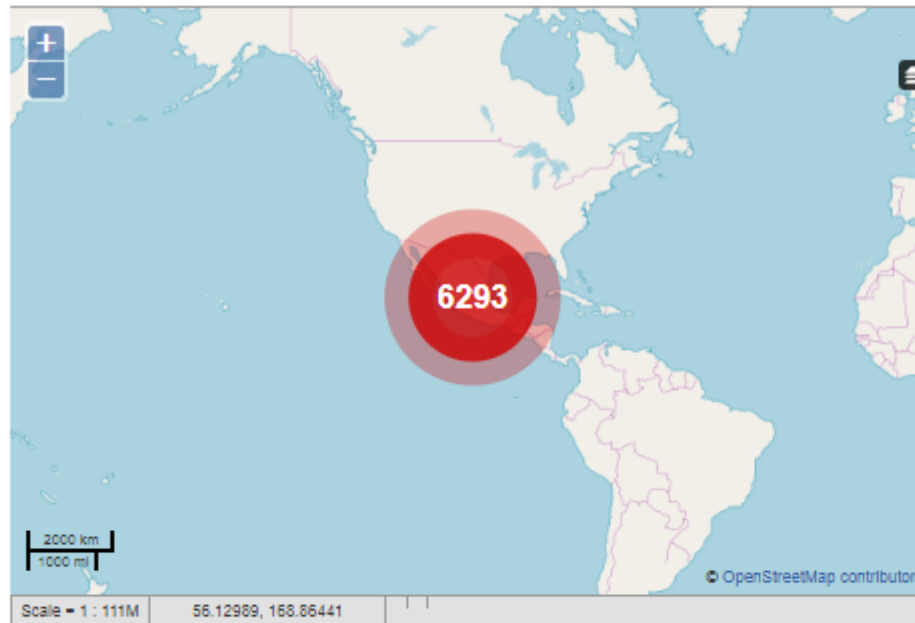 +
−
6293
2000 km
1000 mi
© OpenStreetMap contributor
Scale = 1 : 111M
56.12989, 168.86441